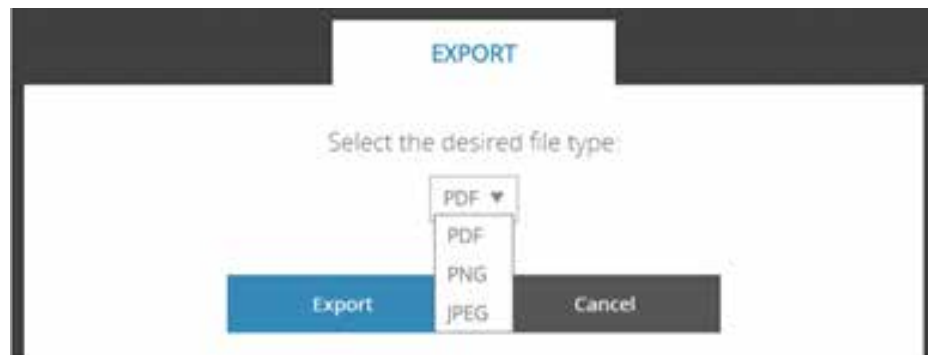 EXPORT
Select the desired file type:
PDF ▼
PDF
PNG
JPEG
Export
Cancel